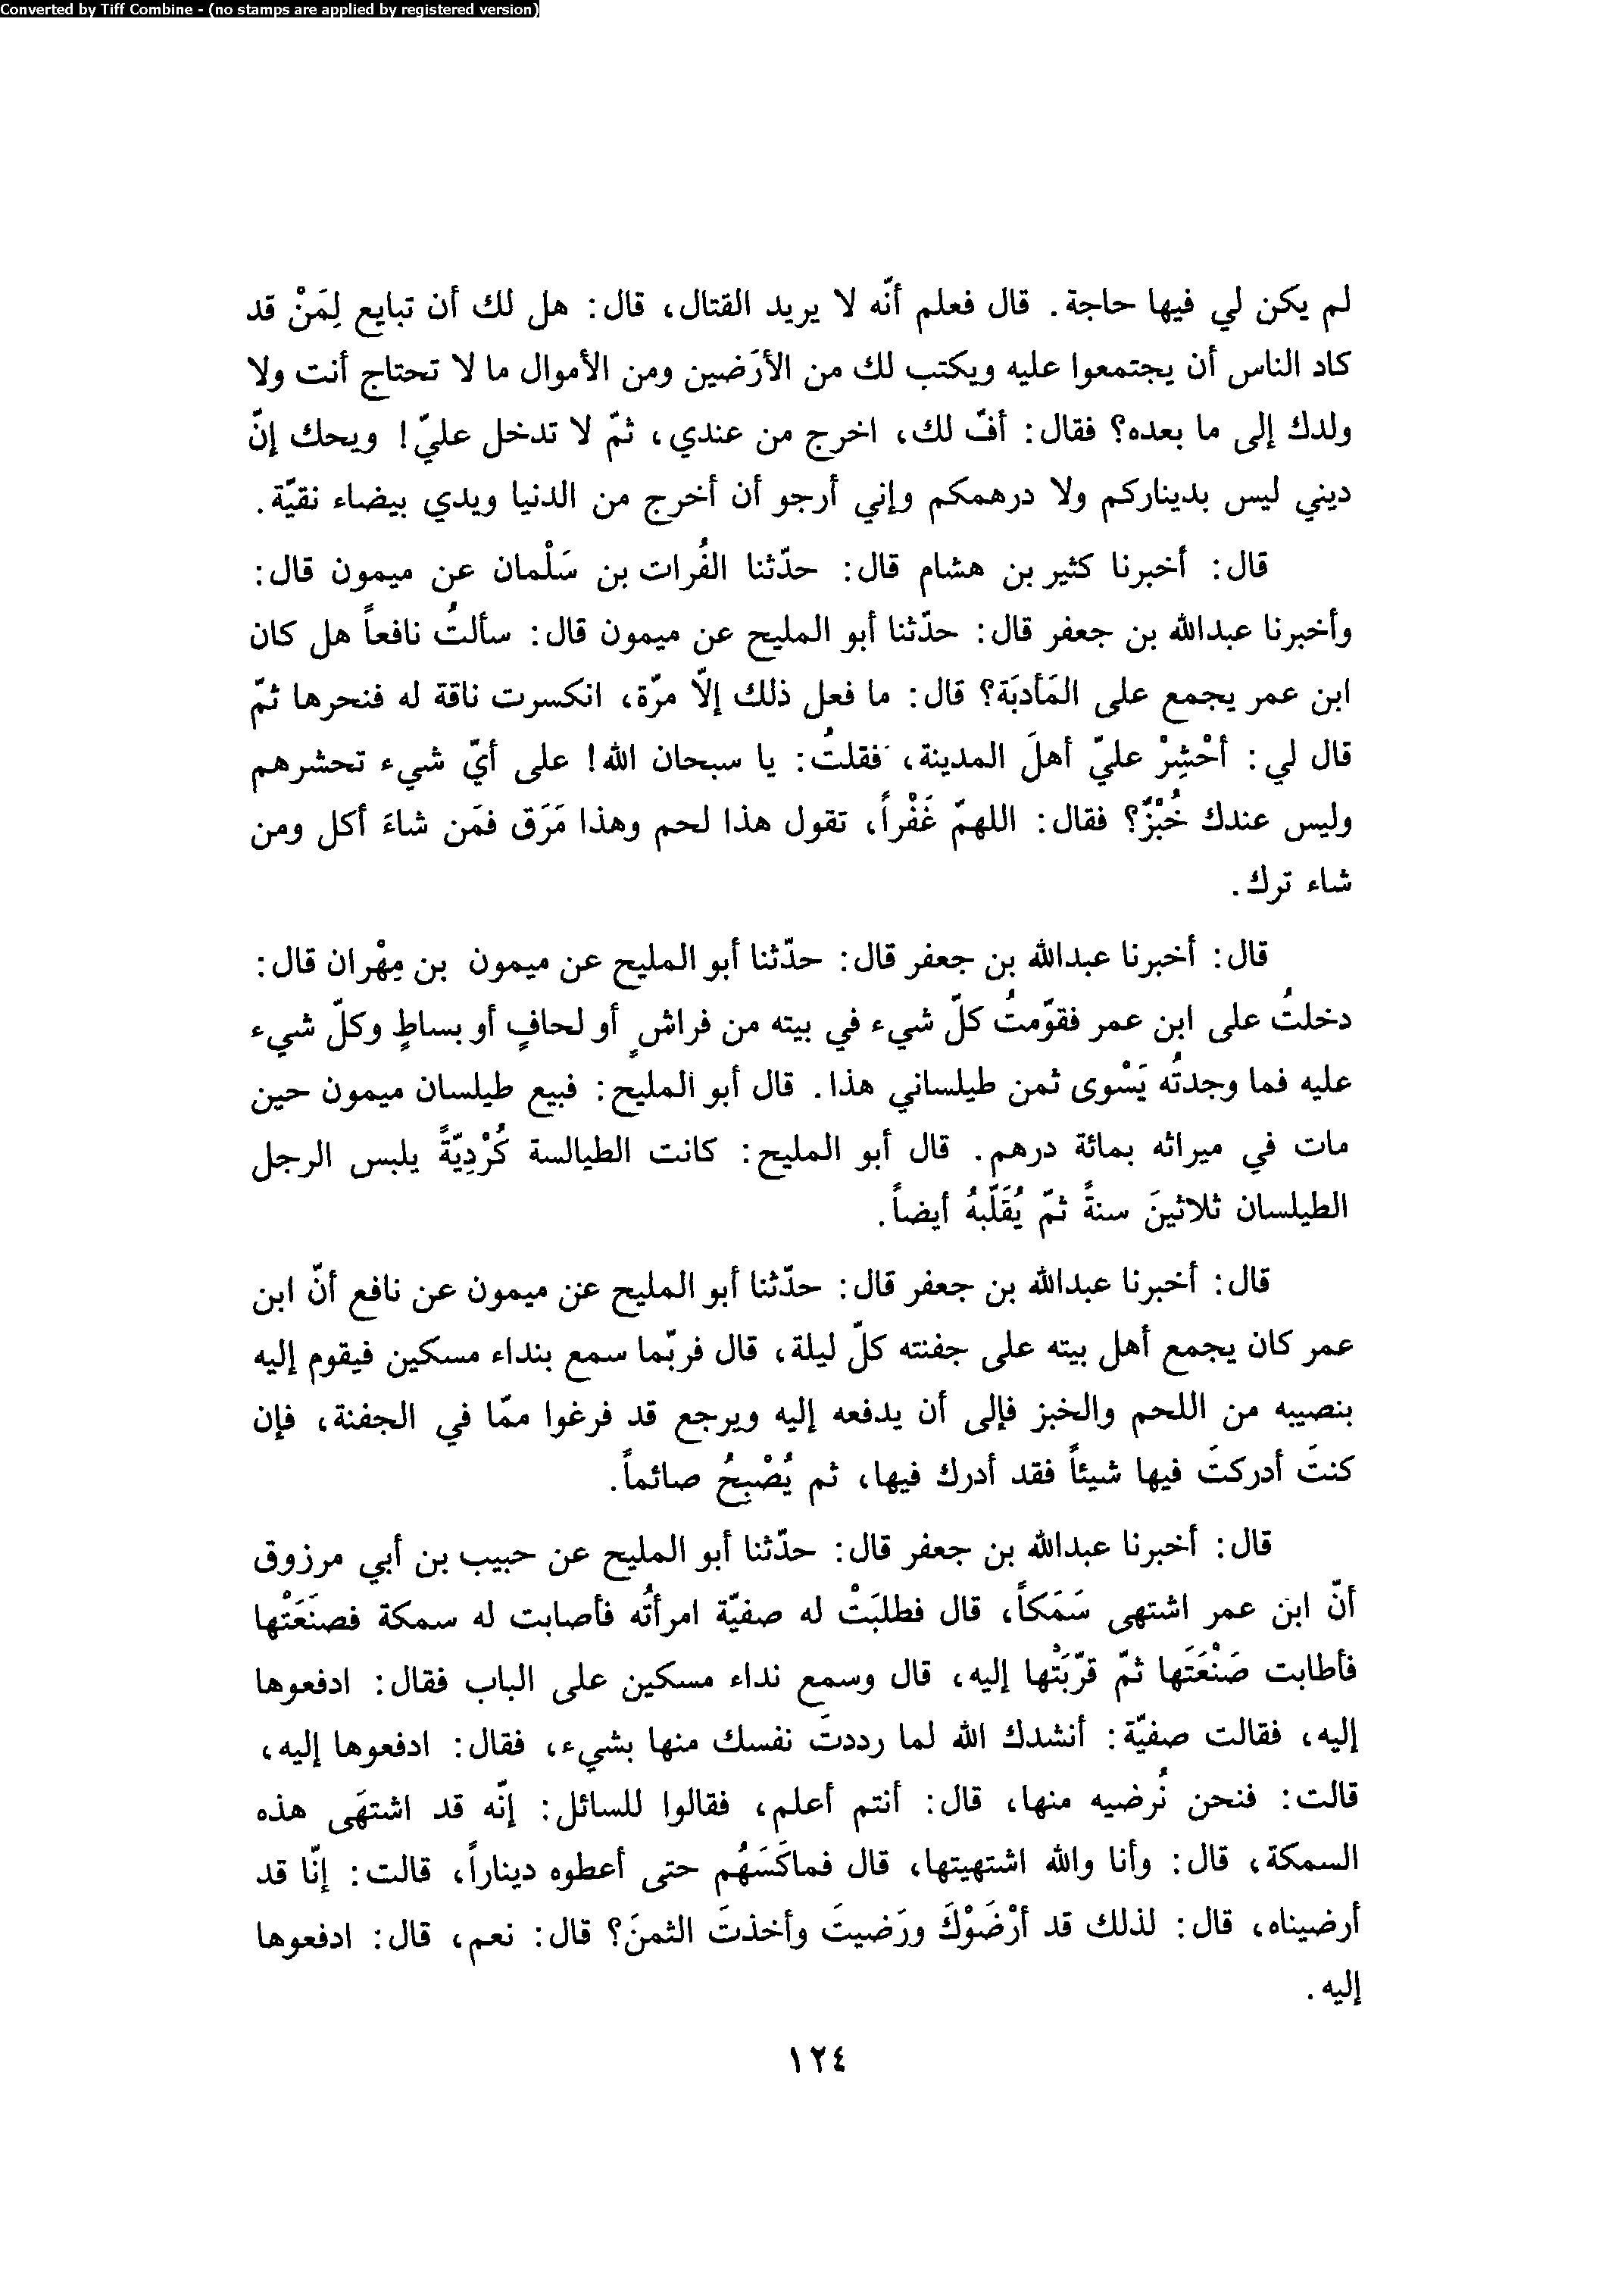 Converted by Tiff Combine - (no stamps are applied by registered version)
لم يكن لي فيها حاجة. قال فعلم أنّه لا يريد القتال، قال: هل لك أن تبايع لِمَنْ قد
كاد الناس أن يجتمعوا عليه ويكتب لك من الأرَضين ومن الأموال ما لا تحتاج أنت ولا
ولدك إلى ما بعده؟ فقال: أفّ لك، اخرج من عندي، ثمّ لا تدخل عليّ! ويحك إنّ
ديني ليس بديناركم ولا درهمكم وإني أرجو أن أخرج من الدنيا ويدي بيضاء نقيّة.
قال: أخبرنا كثير بن هشام قال: حدّثنا الفُرات بن سَلْمان عن ميمون قال:
وأخبرنا عبدالله بن جعفر قال: حدّثنا أبو المليح عن ميمون قال: سألتُ نافعاً هل كان
ابن عمر يجمع على المَأدبَة؟ قال: ما فعل ذلك إلاّ مرّة، انكسرت ناقة له فنحرها ثمّ
قال لي: أحْشِرْ عليّ أهلَ المدينة، فقلتُ: يا سبحان الله! على أيّ شيء تحشرهم
وليس عندك خُبْزٌ؟ فقال: اللهمّ غَفْراً، تقول هذا لحم وهذا مَرَق فمَن شاءَ أكل ومن
شاء ترك.
قال: أخبرنا عبدالله بن جعفر قال: حدّثنا أبو المليح عن ميمون بن مِهْران قال:
دخلتُ على ابن عمر فقوّمتُ كلّ شيء في بيته من فراشٍ أو لحافٍ أو بساطٍ وكلّ شيء
عليه فما وجدتُه يَسْوى ثمن طيلساني هذا. قال أبو المليح: فبيع طيلسان ميمون حين
مات في ميراثه بمائة درهم. قال أبو المليح: كانت الطيالسة كُرْدِيّةً يلبس الرجل
الطيلسان ثلاثينَ سنةً ثمّ يُقَلّبهُ أيضاً.
قال: أخبرنا عبدالله بن جعفر قال: حدّثنا أبو المليح عن ميمون عن نافع أنّ ابن
عمر كان يجمع أهل بيته على جفنته كلّ ليلة، قال فربّما سمع بنداء مسكين فيقوم إليه
بنصيبه من اللحم والخبز فإلى أن يدفعه إليه ويرجع قد فرغوا ممّا في الجفنة، فإن
كنتَ أدركتَ فيها شيئاً فقد أدرك فيها، ثم يُصْبِحُ صائماً.
قال: أخبرنا عبدالله بن جعفر قال: حدّثنا أبو المليح عن حبيب بن أبي مرزوق
أنّ ابن عمر اشتهى سَمَكاً، قال فطلبَتْ له صفيّة امرأتُه فأصابت له سمكة فصنَعَتْها
فأطابت صَنْعَتَها ثمّ قرّبَتْها إليه، قال وسمع نداء مسكين على الباب فقال: ادفعوها
إليه، فقالت صفيّة: أنشدك الله لما رددتَ نفسك منها بشيء، فقال: ادفعوها إليه،
قالت: فنحن نُرضيه منها، قال: أنتم أعلم، فقالوا للسائل: إنّه قد اشتهَى هذه
السمكة، قال: وأنا والله اشتهيتها، قال فماكَسَهُم حتى أعطوه ديناراً، قالت: إنّا قد
أرضيناه، قال: لذلك قد أرْضَوْكَ ورَضيتَ وأخذتَ الثمنَ؟ قال: نعم، قال: ادفعوها
إليه.
١٢٤